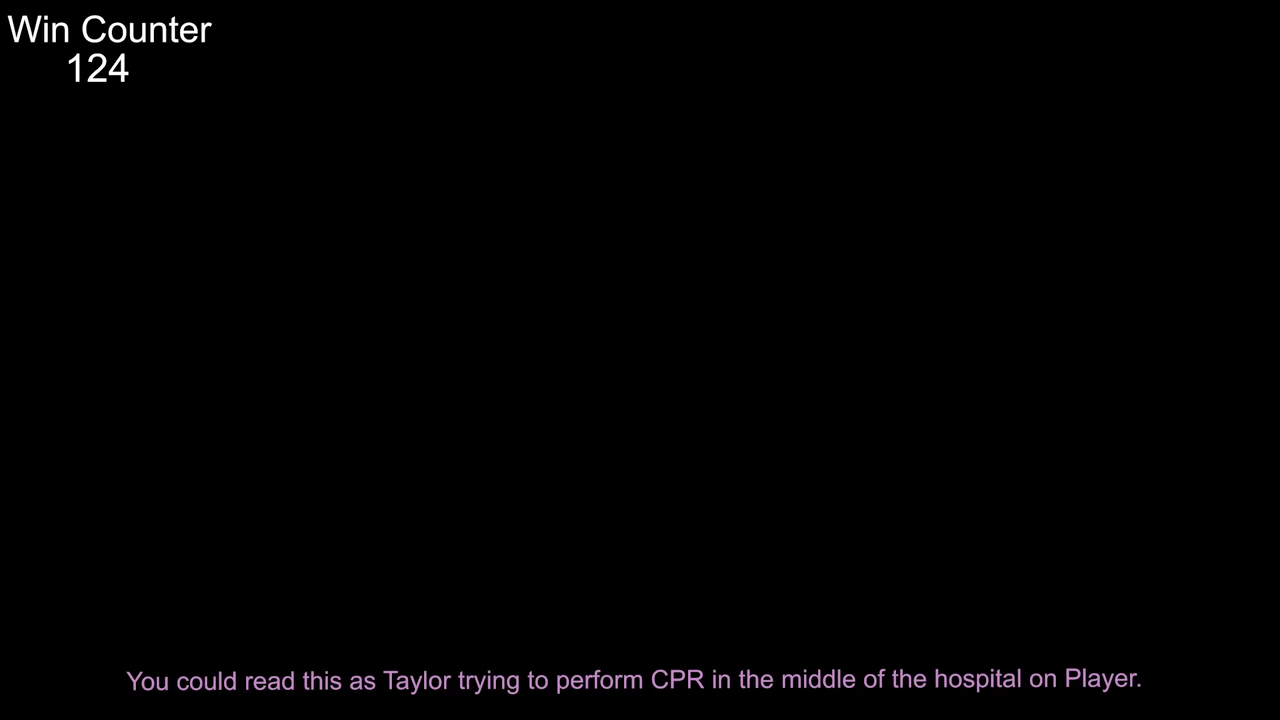 Win Counter
124
You could read this as Taylor trying to perform CPR in the middle of the hospital on Player.